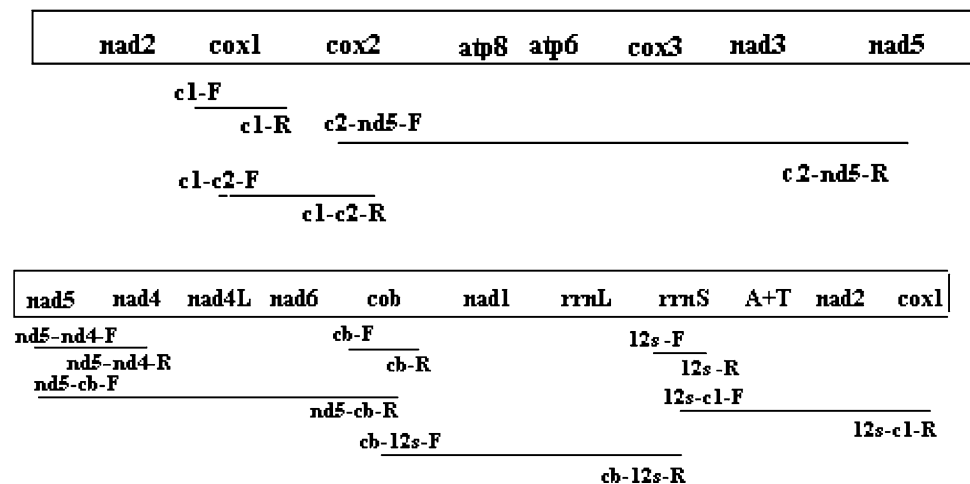 nad2 cox1 cox2 atp8 atp6 cox3 nad3 nad5
c1-F
c1-R c2-nd5-F
c2-nd5-R
c1-c2-F
c1-c2-R
nad5 nad4 nad4L nad6 cob nad1 rrnL rrnS A+T nad2 cox1
nd5-nd4-F cb-F 12s-F
nd5-nd4-R cb-R 12s-R
nd5-cb-F 12s-c1-F
nd5-cb-R 12s-c1-R
cb-12s-F
cb-12s-R